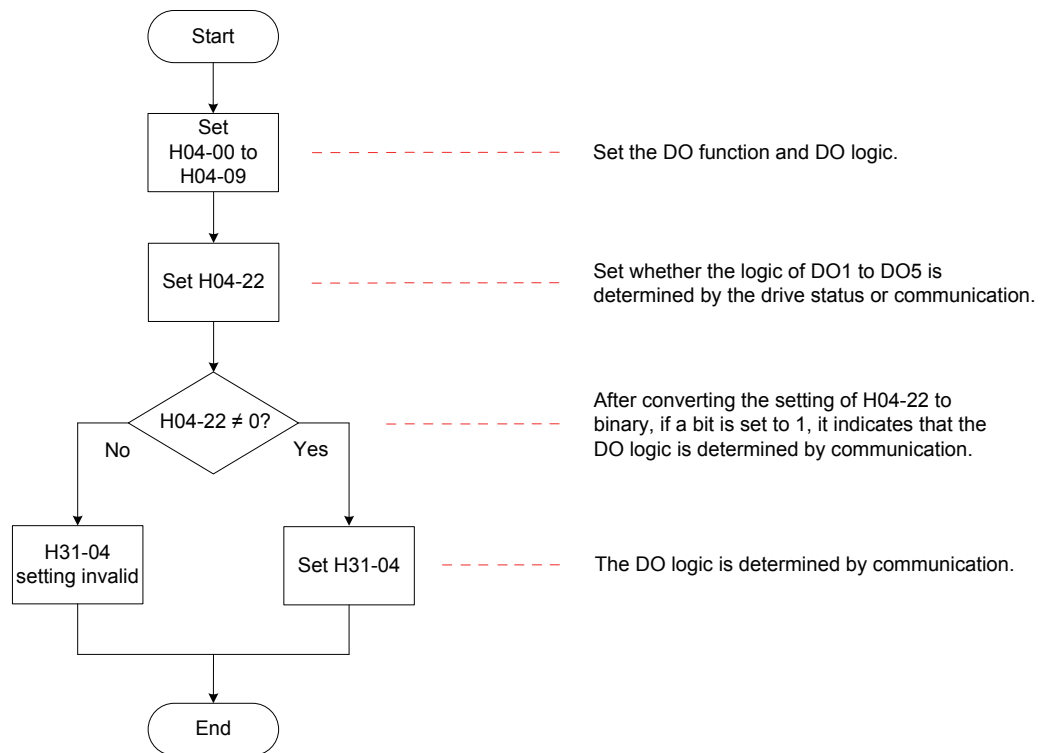 Start
Set
H04-00 to
H04-09
Set the DO function and DO logic.
Set H04-22
Set whether the logic of DO1 to DO5 is
determined by the drive status or communication.
H04-22 ≠ 0?
After converting the setting of H04-22 to
binary, if a bit is set to 1, it indicates that the
DO logic is determined by communication.
No
Yes
H31-04
setting invalid
Set H31-04
The DO logic is determined by communication.
End